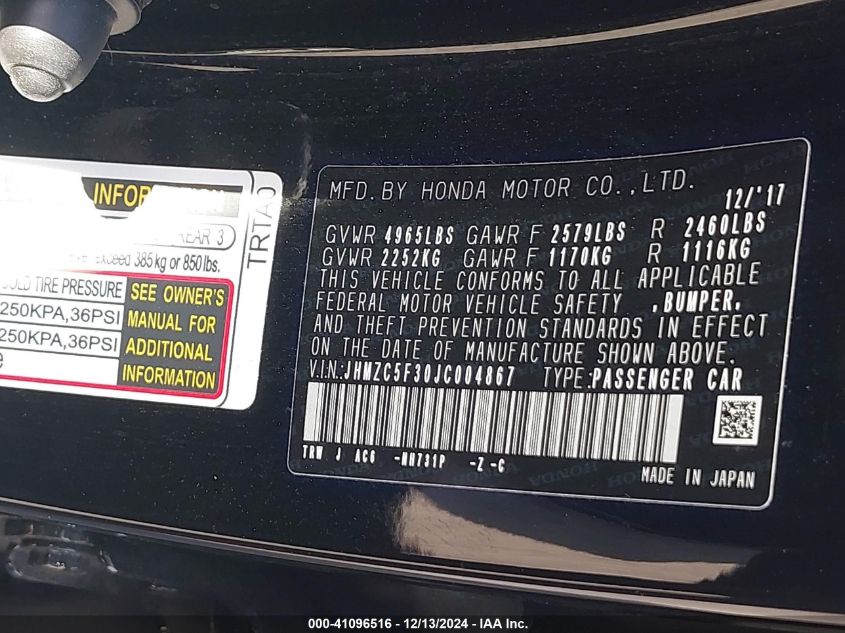 INFORMATION
REAR 3
exceed 385 kg or 850 lbs.
COLD TIRE PRESSURE
250KPA,36PSI
250KPA,36PSI
SEE OWNER'S
MANUAL FOR
ADDITIONAL
INFORMATION
TRTA0
MFD.BY HONDA MOTOR CO.,LTD. 12/'17
GVWR 4965LBS GAWR F 2579LBS R 2460LBS
GVWR 2252KG GAWR F 1170KG R 1116KG
THIS VEHICLE CONFORMS TO ALL APPLICABLE
FEDERAL MOTOR VEHICLE SAFETY ,BUMPER,
AND THEFT PREVENTION STANDARDS IN EFFECT
ON THE DATE OF MANUFACTURE SHOWN ABOVE.
V.I.N.:JHMZC5F30JC004867 TYPE:PASSENGER CAR
TRW J AC6 -NH731P -Z -C
MADE IN JAPAN
000-41096516 - 12/13/2024 - IAA Inc.